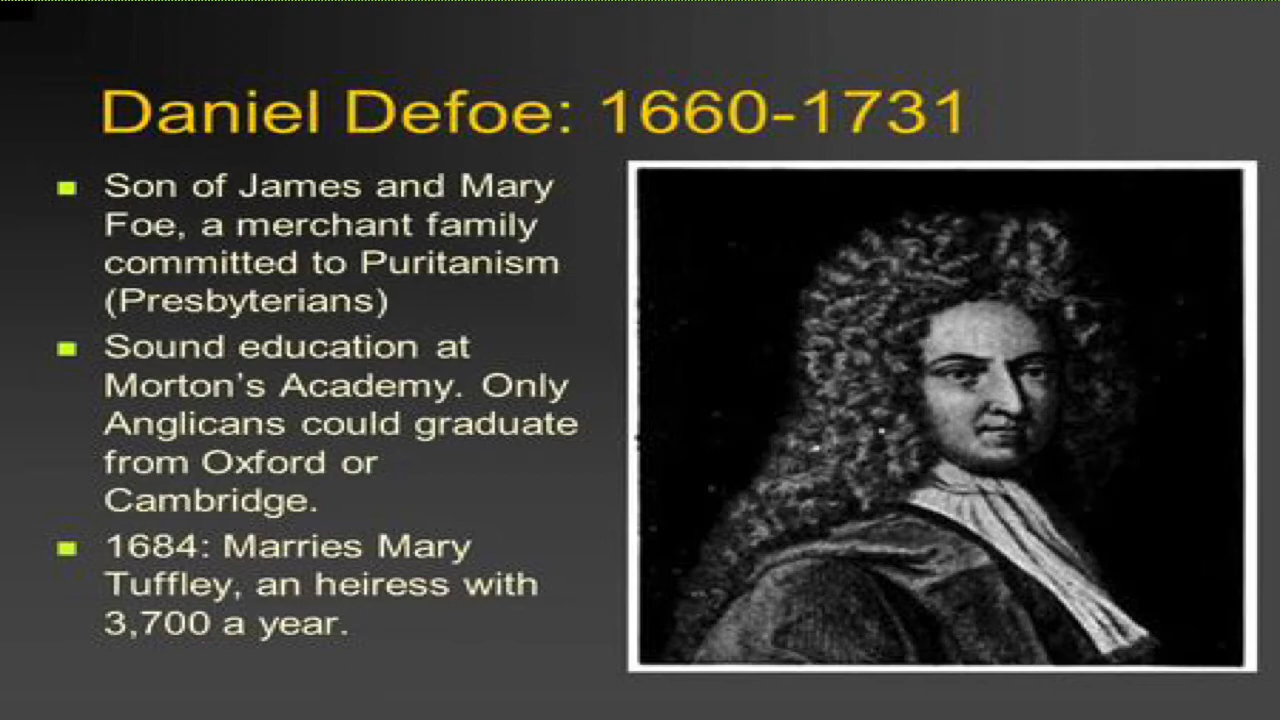 Daniel Defoe: 1660-1731
Son of James and Mary
Foe, a merchant family
committed to Puritanism
(Presbyterians)
Sound education at
Morton's Academy. Only
Anglicans could graduate
from Oxford or
Cambridge.
1684: Marries Mary
Tuffley, an heiress with
3,700 a year.